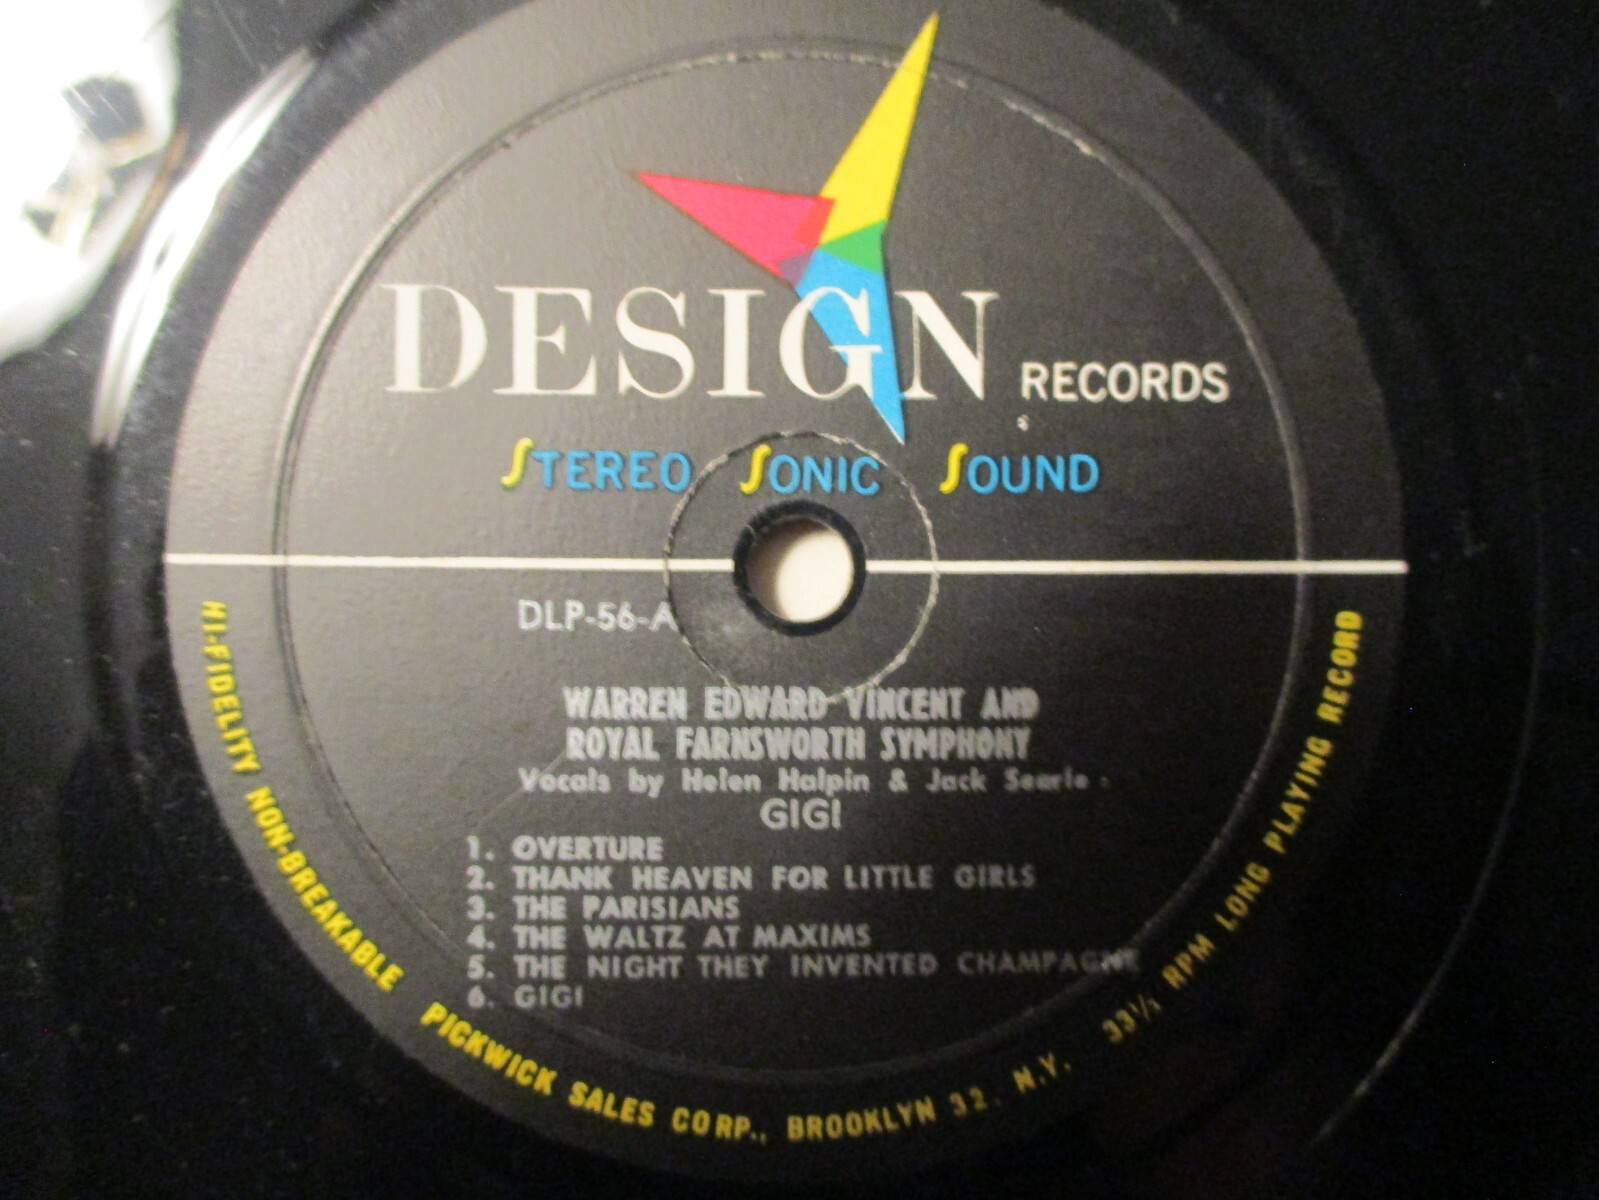 DESIGN RECORDS
STEREO SONIC SOUND
DLP-56-A
WARREN EDWARD VINCENT AND
ROYAL FARNSWORTH SYMPHONY
Vocals by Helen Halpin & Jack Searle
GIGI
1. OVERTURE
2. THANK HEAVEN FOR LITTLE GIRLS
3. THE PARISIANS
4. THE WALTZ AT MAXIMS
5. THE NIGHT THEY INVENTED CHAMPAGNE
6. GIGI
HI-FIDELITY NON-BREAKABLE PICKWICK SALES CORP., BROOKLYN 32, N.Y. 33⅓ RPM LONG PLAYING RECORD